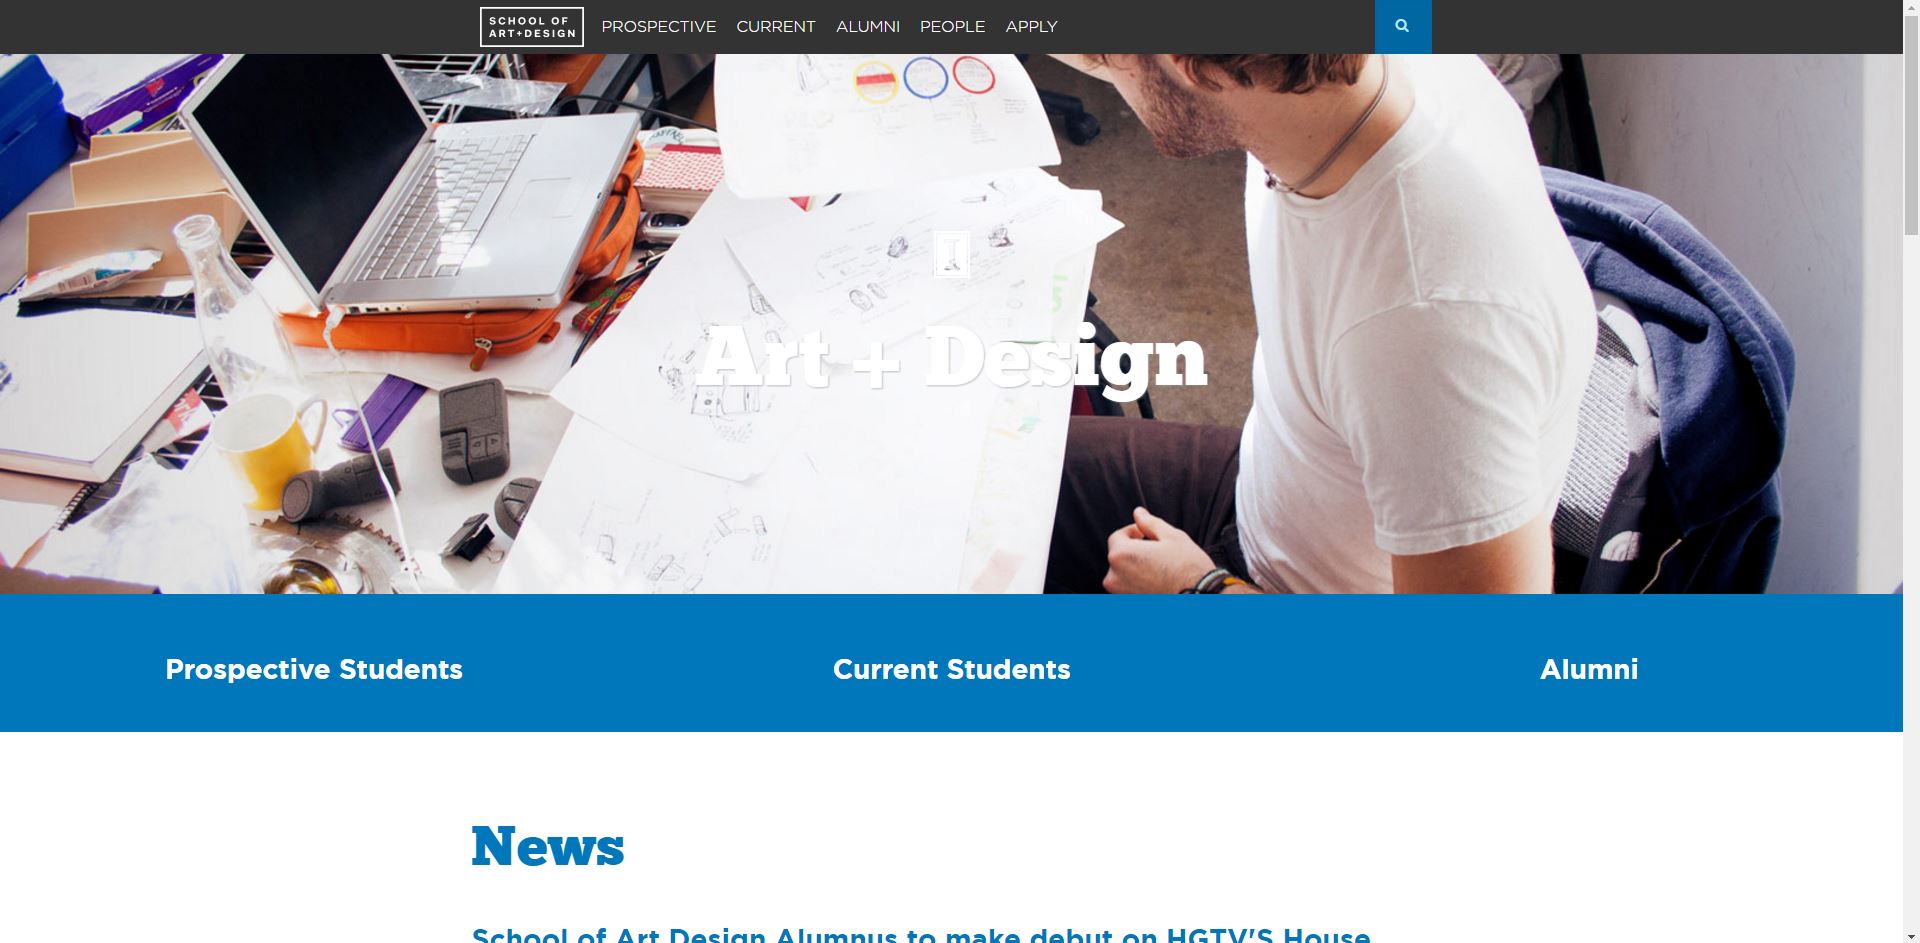 SCHOOL OF
ART+DESIGN
PROSPECTIVE CURRENT ALUMNI PEOPLE APPLY
I
Art + Design
Prospective Students Current Students Alumni
News
School of Art Design Alumnus to make debut on HGTV'S House